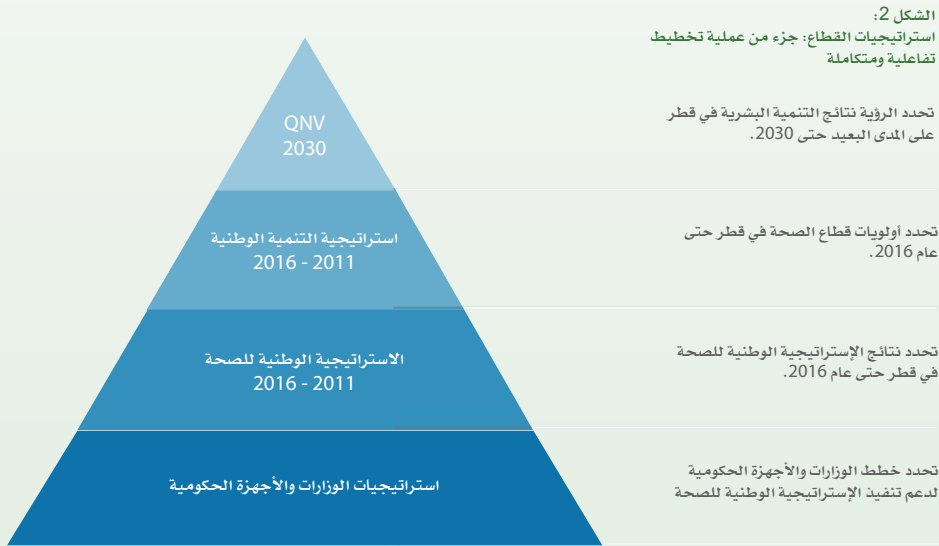 الشكل 2:
استراتيجيات القطاع: جزء من عملية تخطيط
تفاعلية ومتكاملة
QNV
2030
تحدد الرؤية نتائج التنمية البشرية في قطر
على المدى البعيد حتى 2030.
استراتيجية التنمية الوطنية
2011 - 2016
تحدد أولويات قطاع الصحة في قطر حتى
عام 2016.
الاستراتيجية الوطنية للصحة
2011 - 2016
تحدد نتائج الإستراتيجية الوطنية للصحة
في قطر حتى عام 2016.
استراتيجيات الوزارات والأجهزة الحكومية
تحدد خطط الوزارات والأجهزة الحكومية
لدعم تنفيذ الإستراتيجية الوطنية للصحة